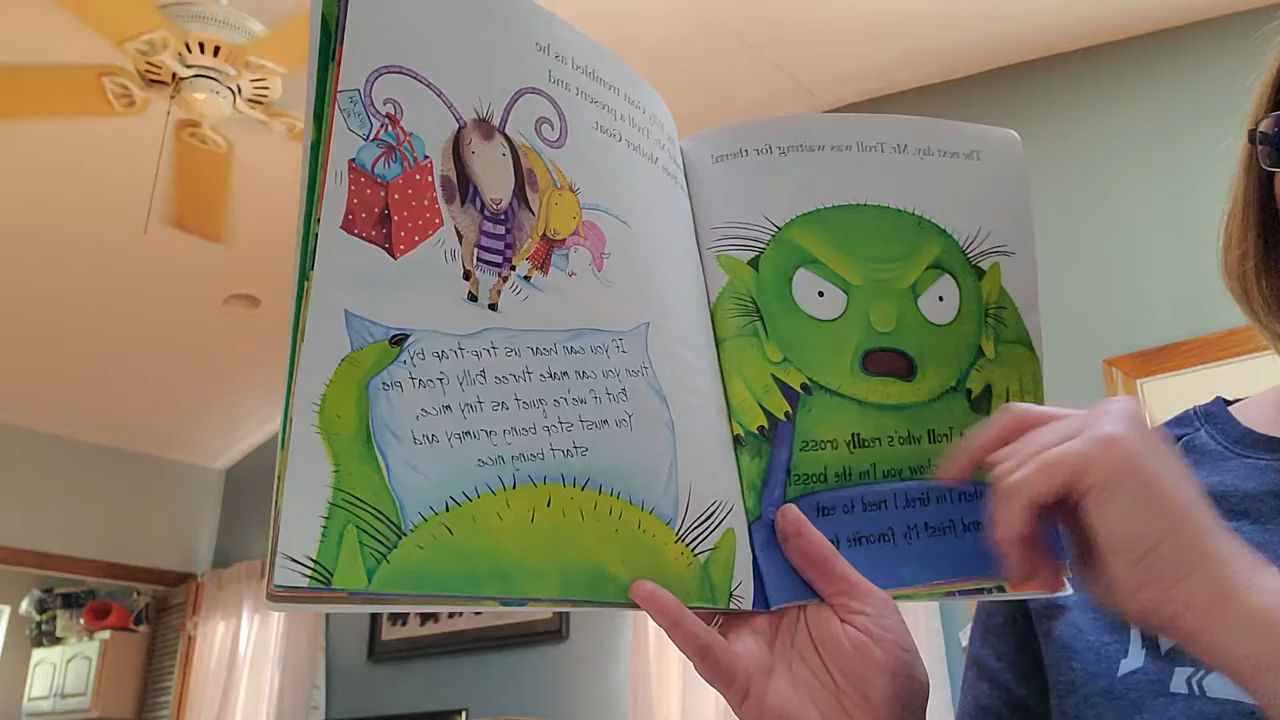 The next day, Mr. Troll was waiting for them!
Troll who's really cross,
show you I'm the boss!
When I'm tired, I need to eat
and fries! My favorite
Billy Goat trembled as he
Mr. Troll a present and
from Mother Goat.
If you can hear us trip-trap by,
then you can make three billy goat pie.
But if we're quiet as tiny mice,
You must stop being grumpy and
start being nice.